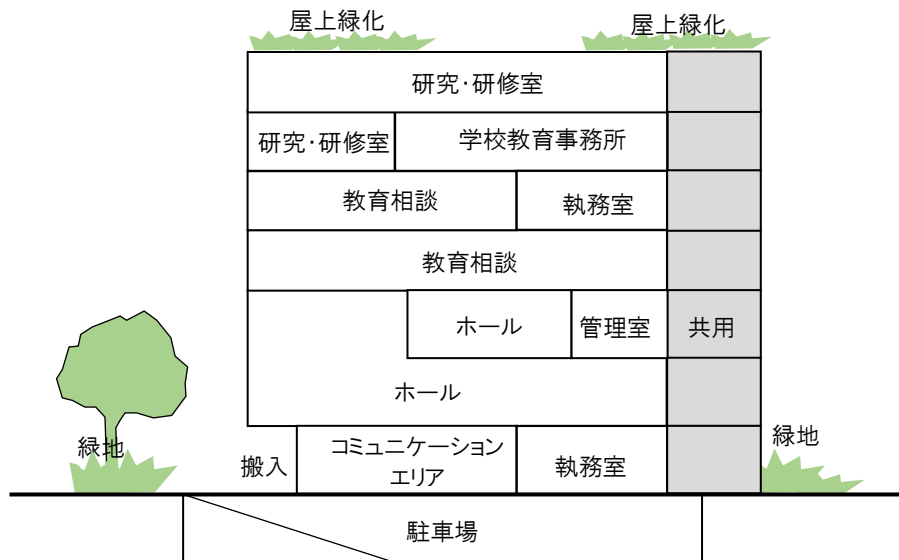 屋上緑化
屋上緑化
研究・研修室
研究・研修室
学校教育事務所
教育相談
執務室
教育相談
ホール
管理室
共用
ホール
緑地
搬入
コミュニケーション
エリア
執務室
緑地
駐車場